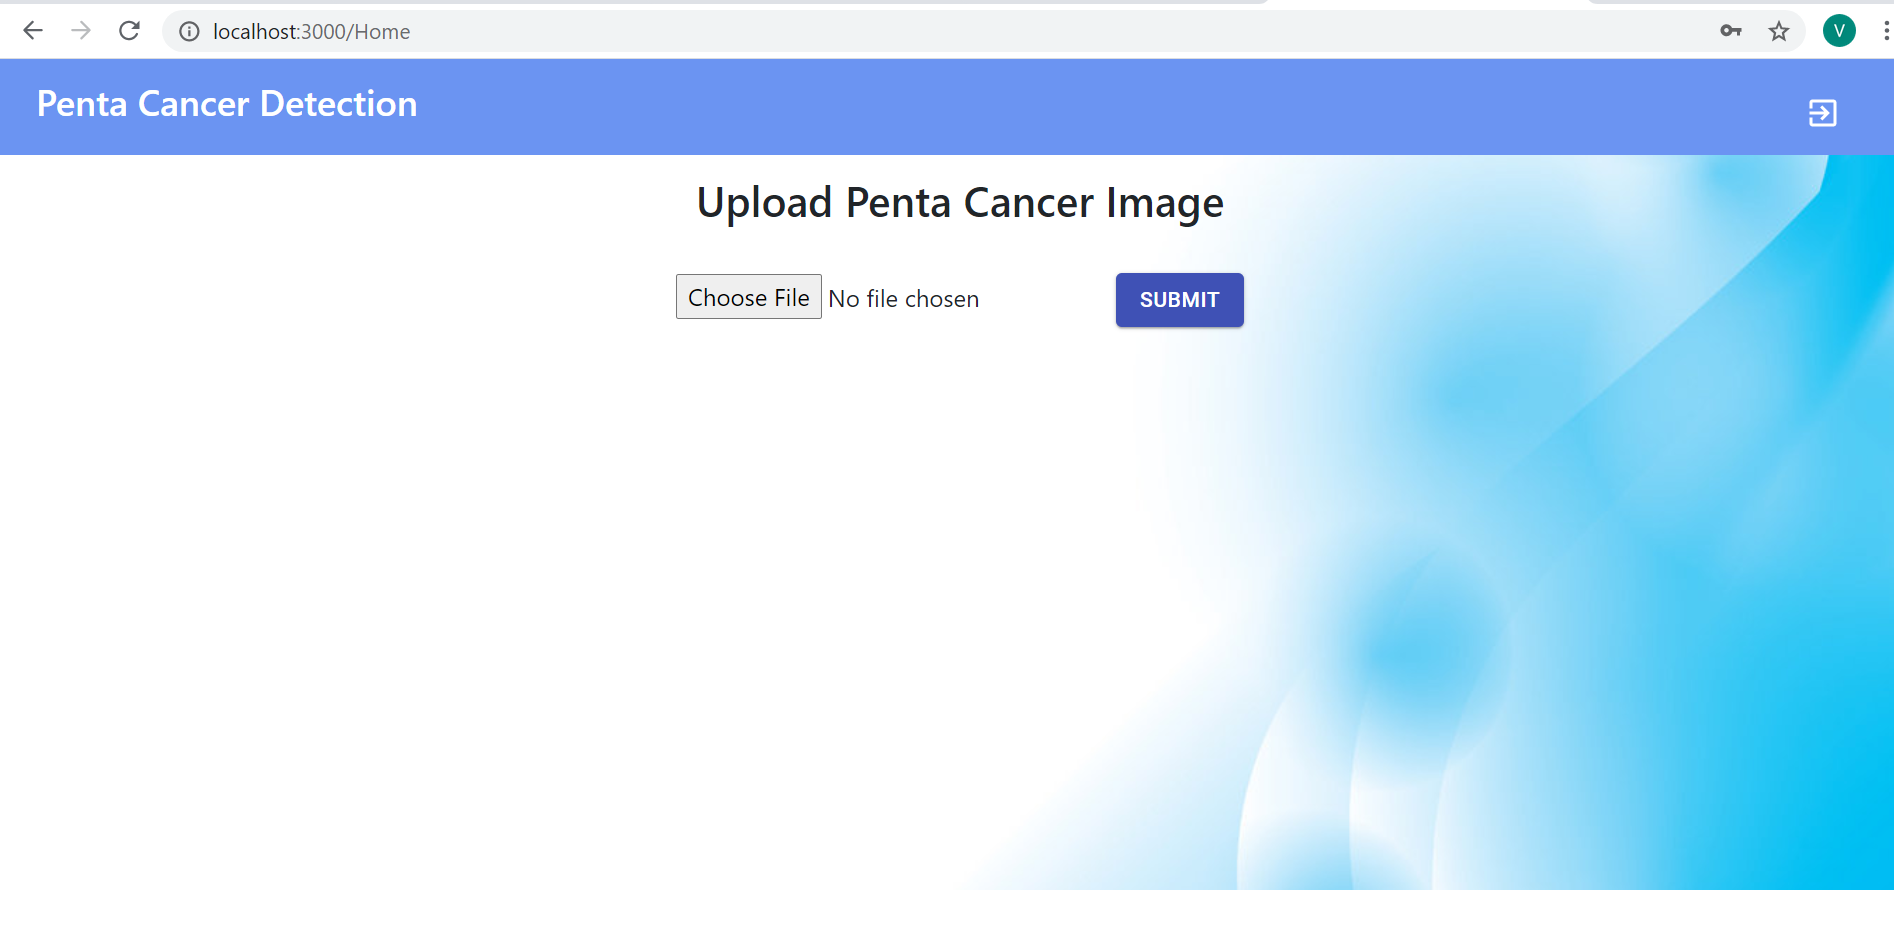 localhost:3000/Home
V
Penta Cancer Detection
Upload Penta Cancer Image
Choose File No file chosen
SUBMIT